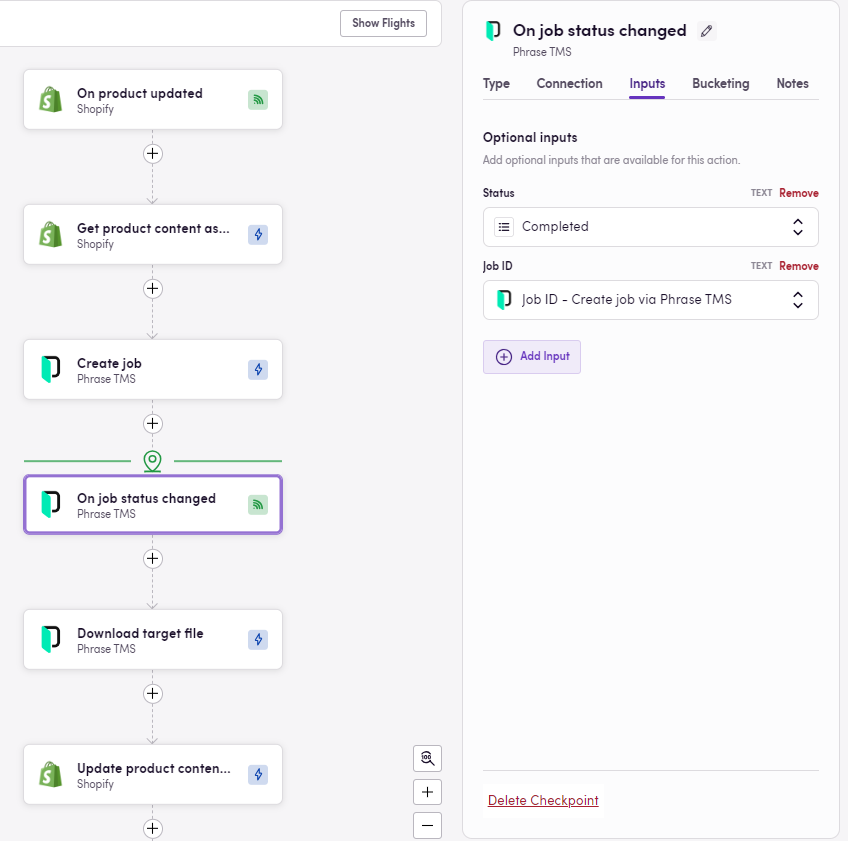 Show Flights
On product updated
Shopify
Get product content as...
Shopify
Create job
Phrase TMS
On job status changed
Phrase TMS
Download target file
Phrase TMS
Update product conten...
Shopify
100
On job status changed
Phrase TMS
Type Connection Inputs Bucketing Notes
Optional inputs
Add optional inputs that are available for this action.
Status TEXT Remove
Completed
Job ID TEXT Remove
Job ID - Create job via Phrase TMS
Add Input
Delete Checkpoint